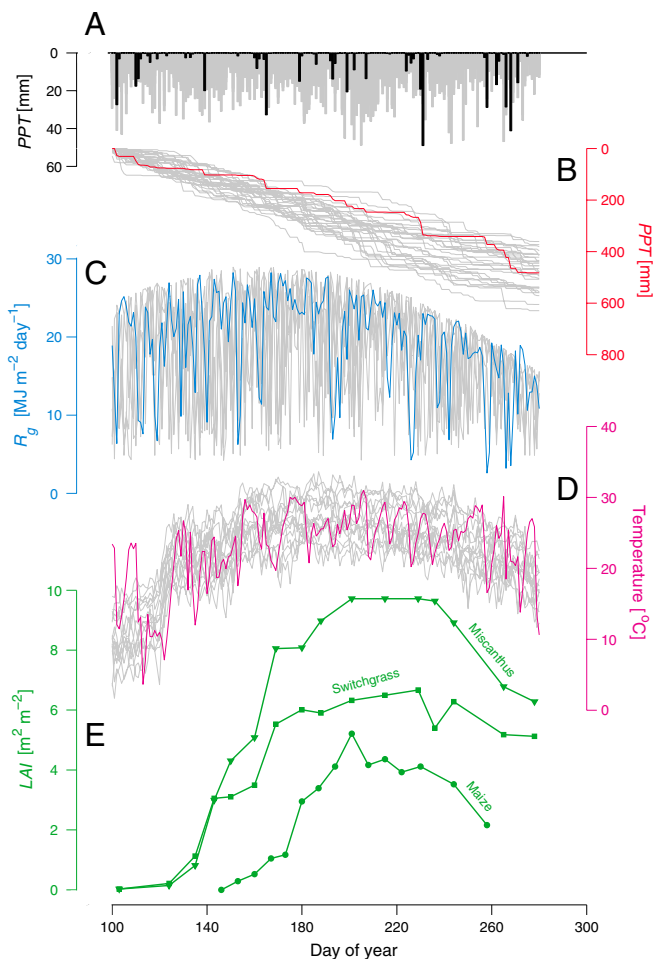 A
0
20
40
60
PPT [mm]
B
0
200
400
600
800
PPT [mm]
C
30
20
10
0
Rg [MJ m−2 day−1]
D
40
30
20
10
0
Temperature [oC]
E
10
8
6
4
2
0
LAI [m2 m−2]
Miscanthus
Switchgrass
Maize
100 140 180 220 260 300
Day of year